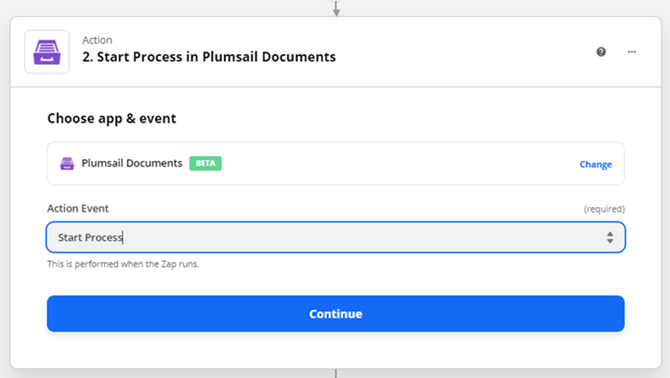 Action
2. Start Process in Plumsail Documents
?
...
Choose app & event
Plumsail Documents BETA Change
Action Event (required)
Start Process
This is performed when the Zap runs.
Continue